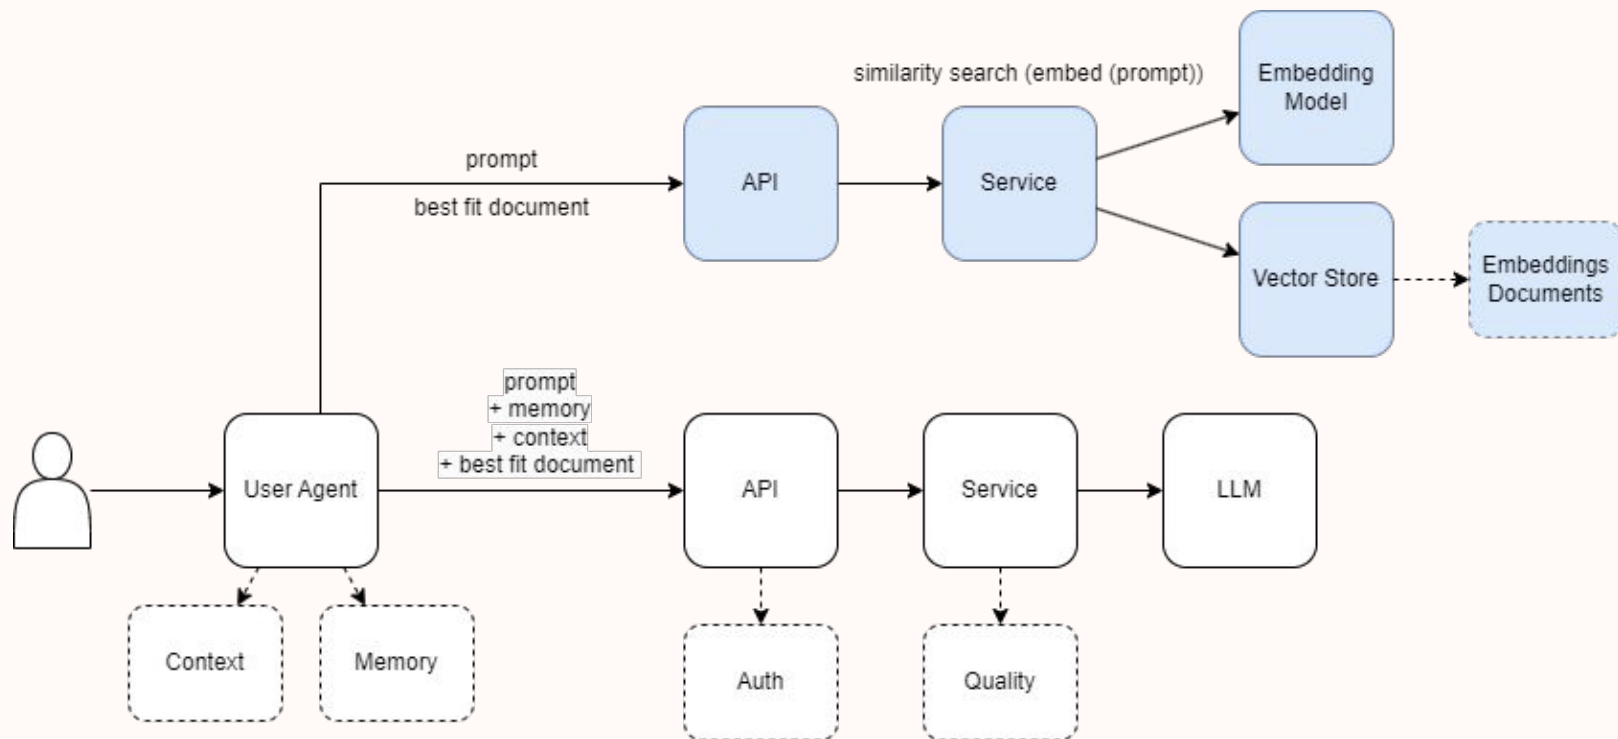 similarity search (embed (prompt))
Embedding
Model
prompt
best fit document
API
Service
Vector Store
Embeddings
Documents
prompt
+ memory
+ context
+ best fit document
User Agent
API
Service
LLM
Context
Memory
Auth
Quality